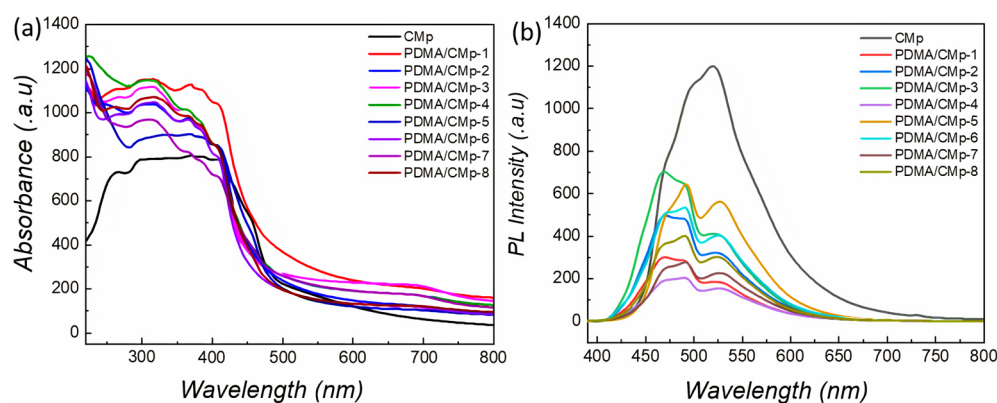 (a)
1400
1200
1000
800
600
400
200
0
Absorbance (.a.u)
300 400 500 600 700 800
Wavelength (nm)
CMp
PDMA/CMp-1
PDMA/CMp-2
PDMA/CMp-3
PDMA/CMp-4
PDMA/CMp-5
PDMA/CMp-6
PDMA/CMp-7
PDMA/CMp-8
(b)
1400
1200
1000
800
600
400
200
0
PL Intensity (.a.u)
400 450 500 550 600 650 700 750 800
Wavelength (nm)
CMp
PDMA/CMp-1
PDMA/CMp-2
PDMA/CMp-3
PDMA/CMp-4
PDMA/CMp-5
PDMA/CMp-6
PDMA/CMp-7
PDMA/CMp-8